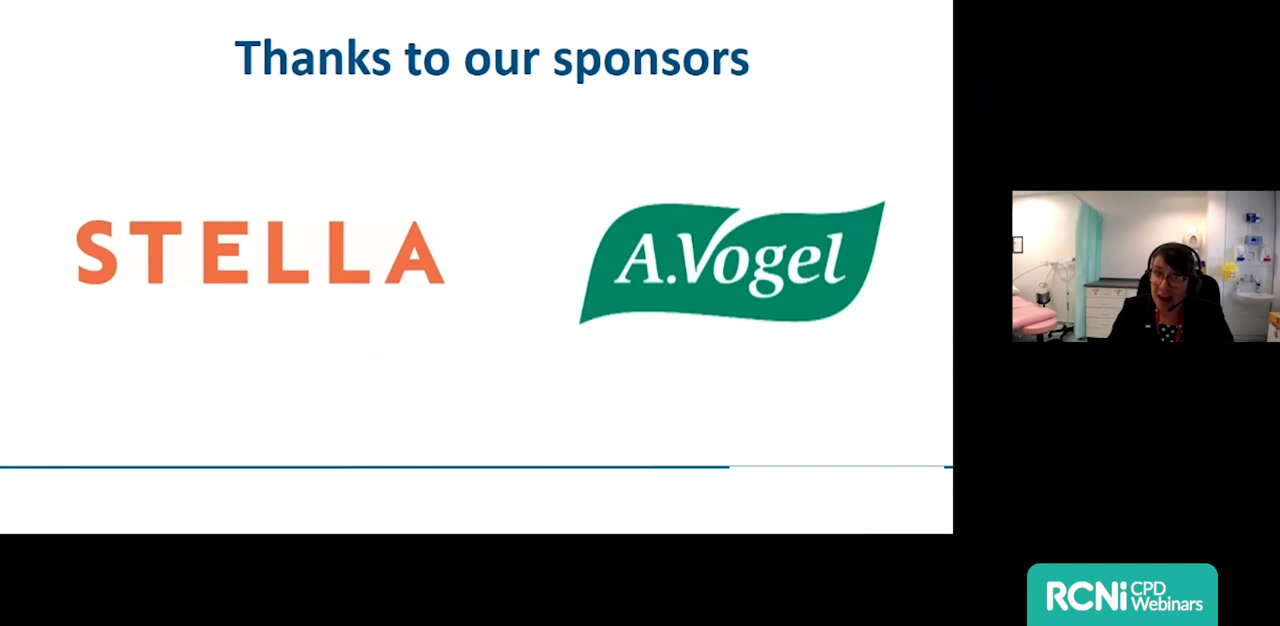 Thanks to our sponsors
STELLA
A.Vogel
RCNi CPD
Webinars